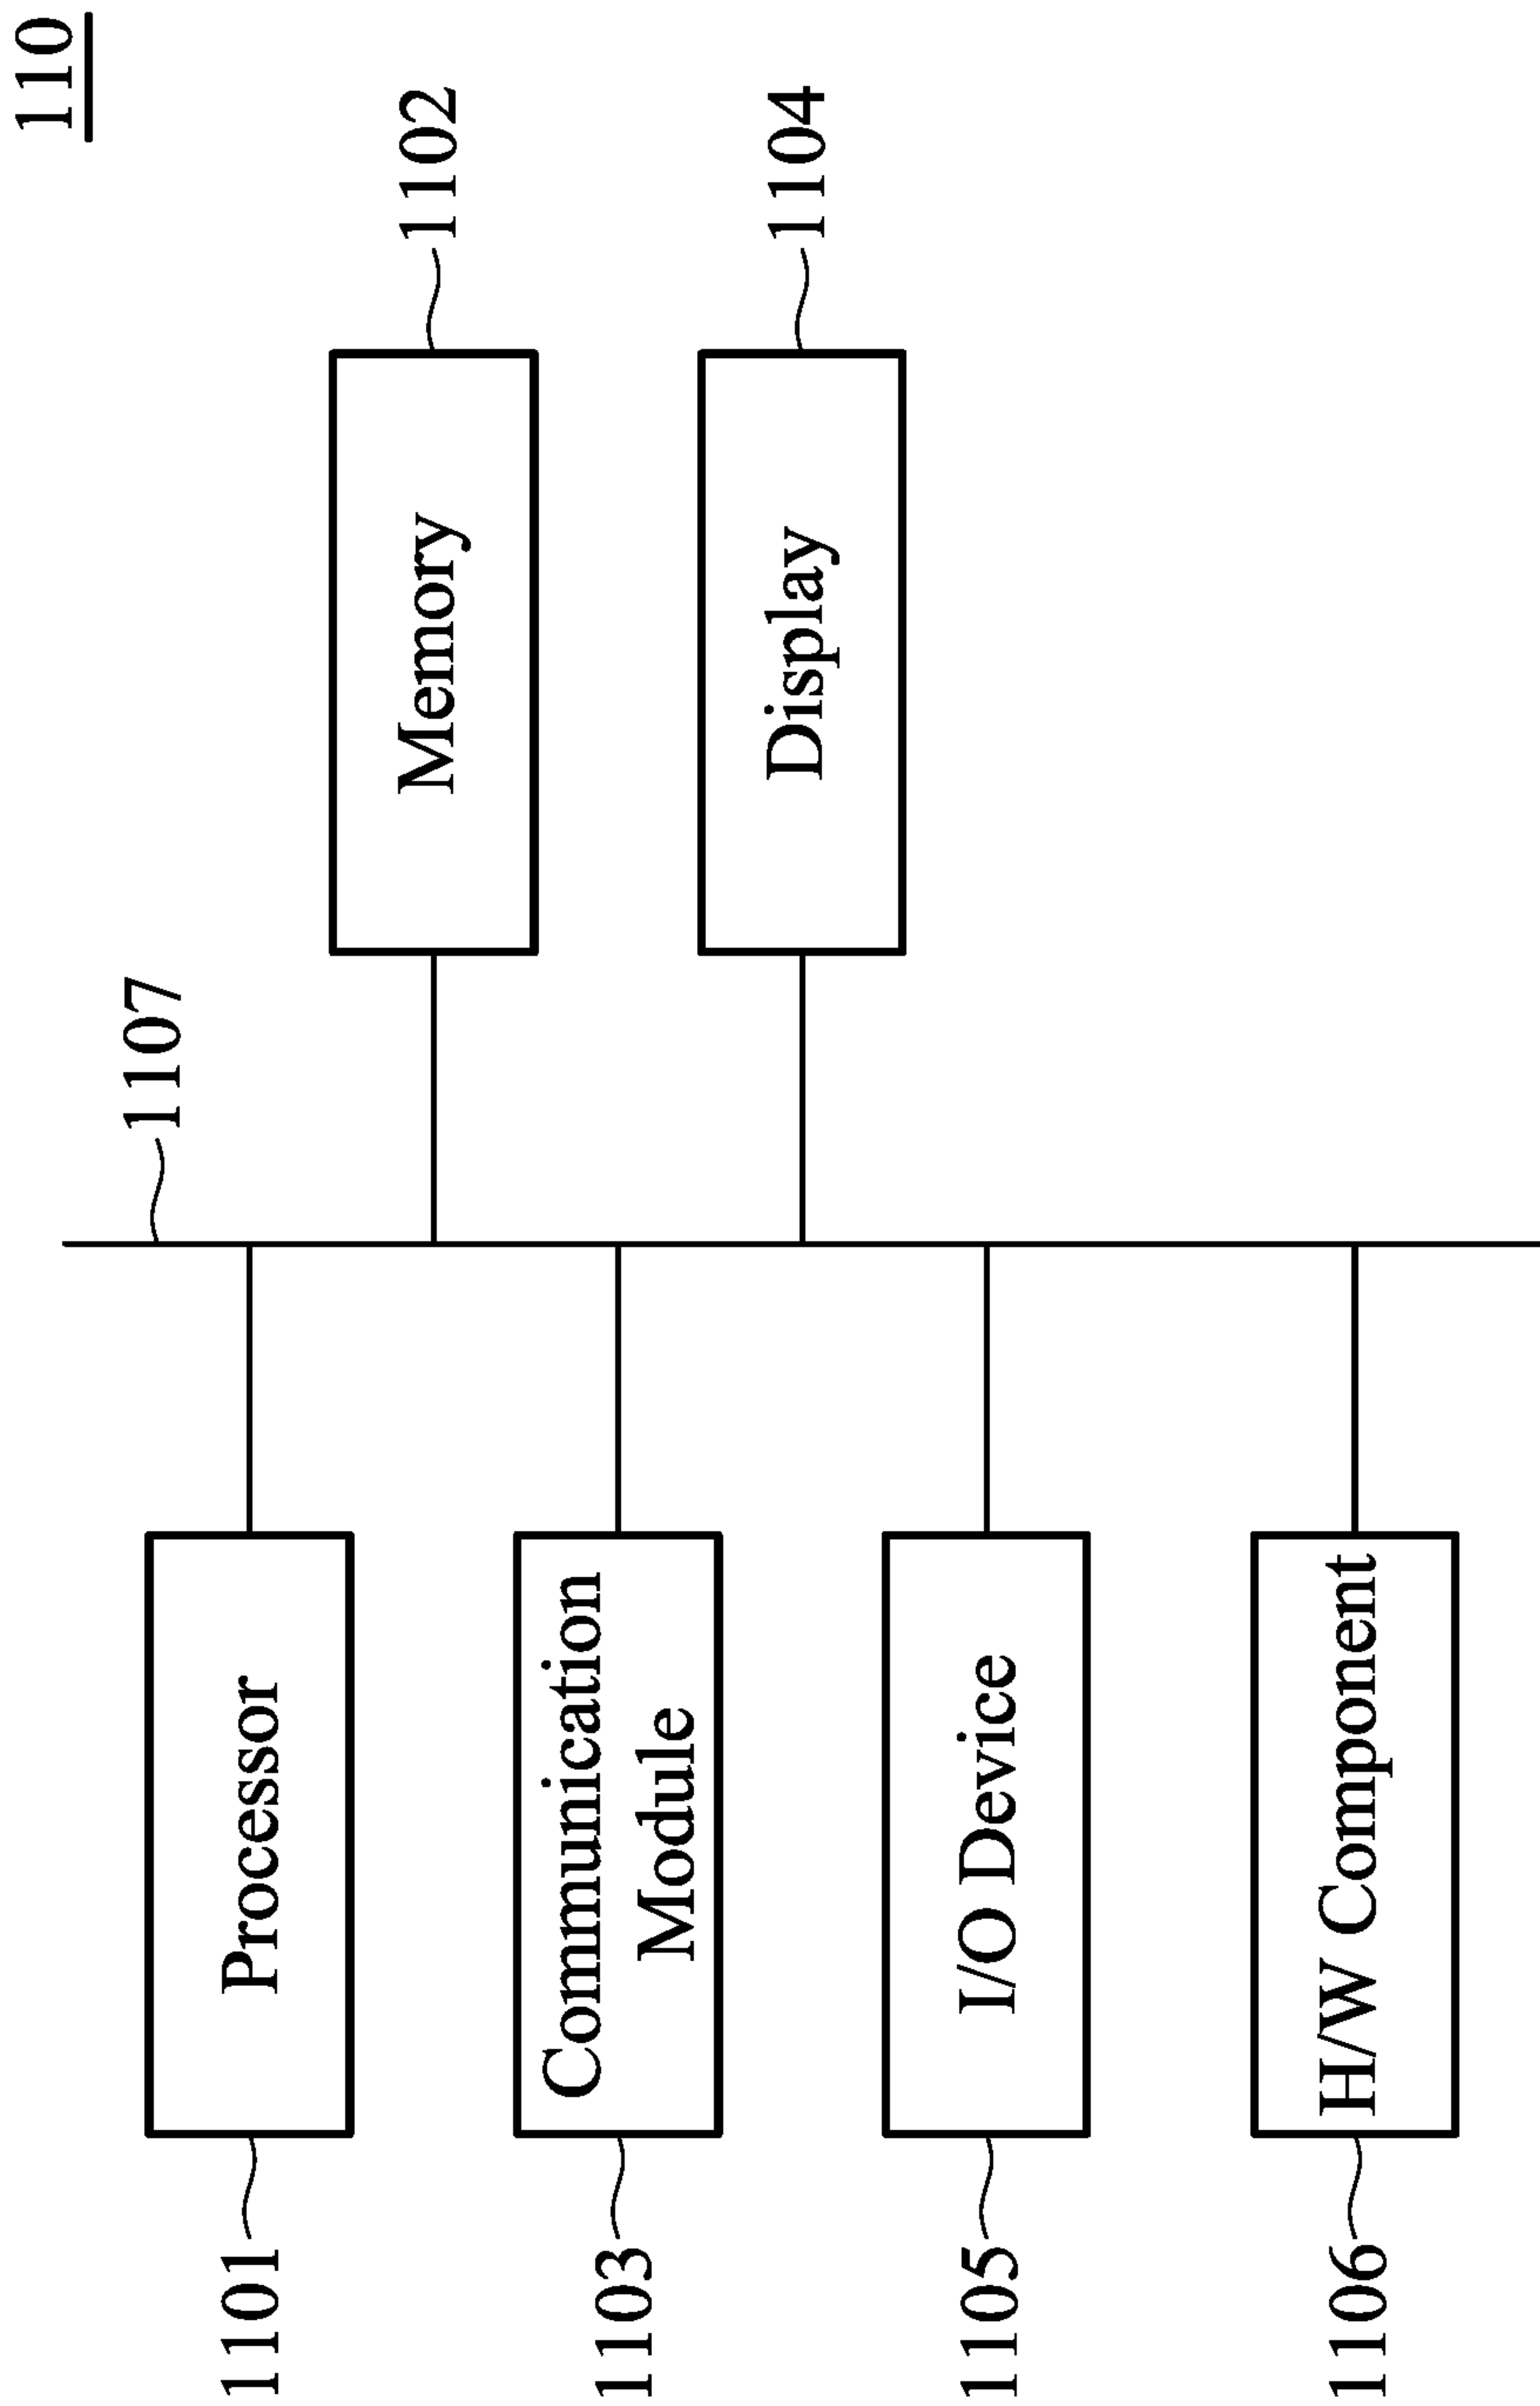 110
1107
1101
Processor
Memory
1102
1103
Communication
Module
Display
1104
1105
I/O Device
1106
H/W Component